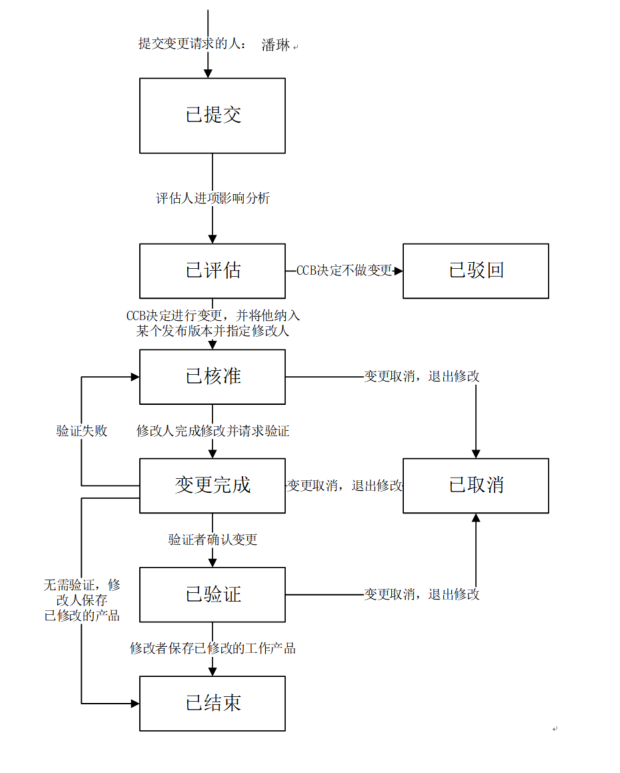 提交变更请求的人： 潘琳
已提交
评估人进项影响分析
已评估
CCB决定不做变更
已驳回
CCB决定进行变更，并将他纳入
某个发布版本并指定修改人
已核准
变更取消，退出修改
验证失败
修改人完成修改并请求验证
变更完成
变更取消，退出修改
已取消
验证者确认变更
无需验证，修
改人保存
已修改的产品
已验证
变更取消，退出修改
修改者保存已修改的工作产品
已结束